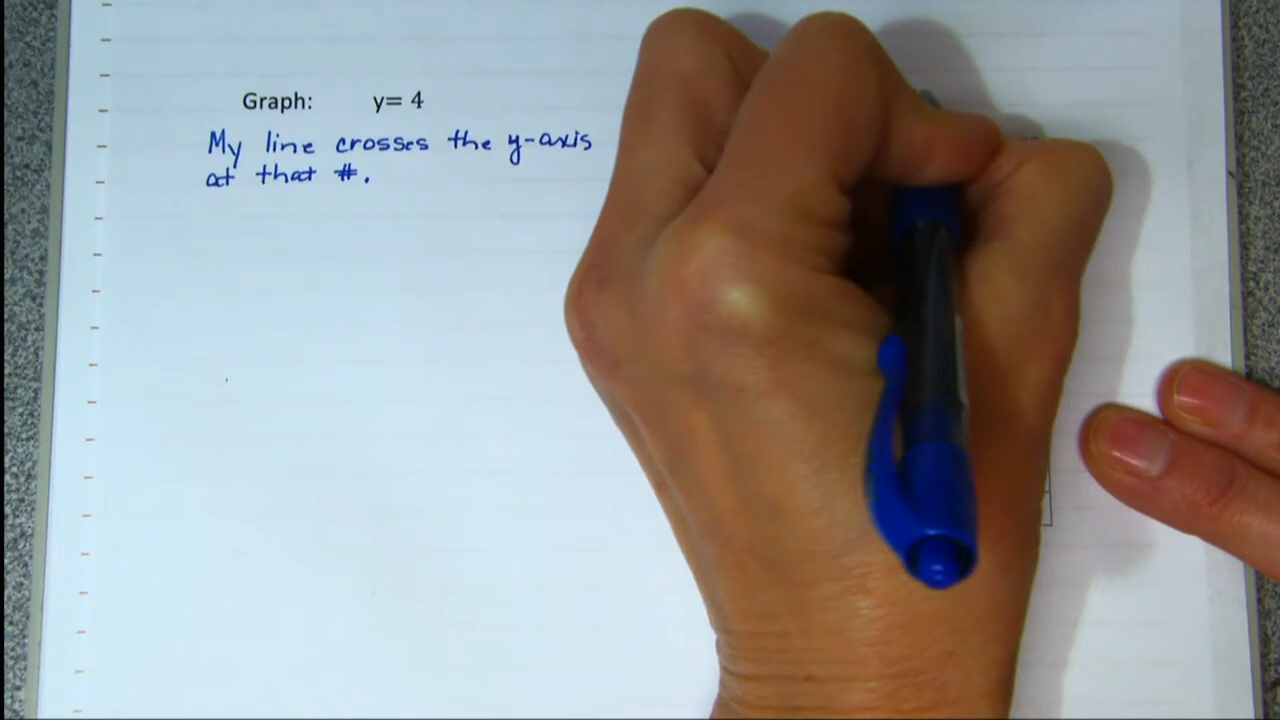 Graph: y= 4
My line crosses the y-axis
at that #.